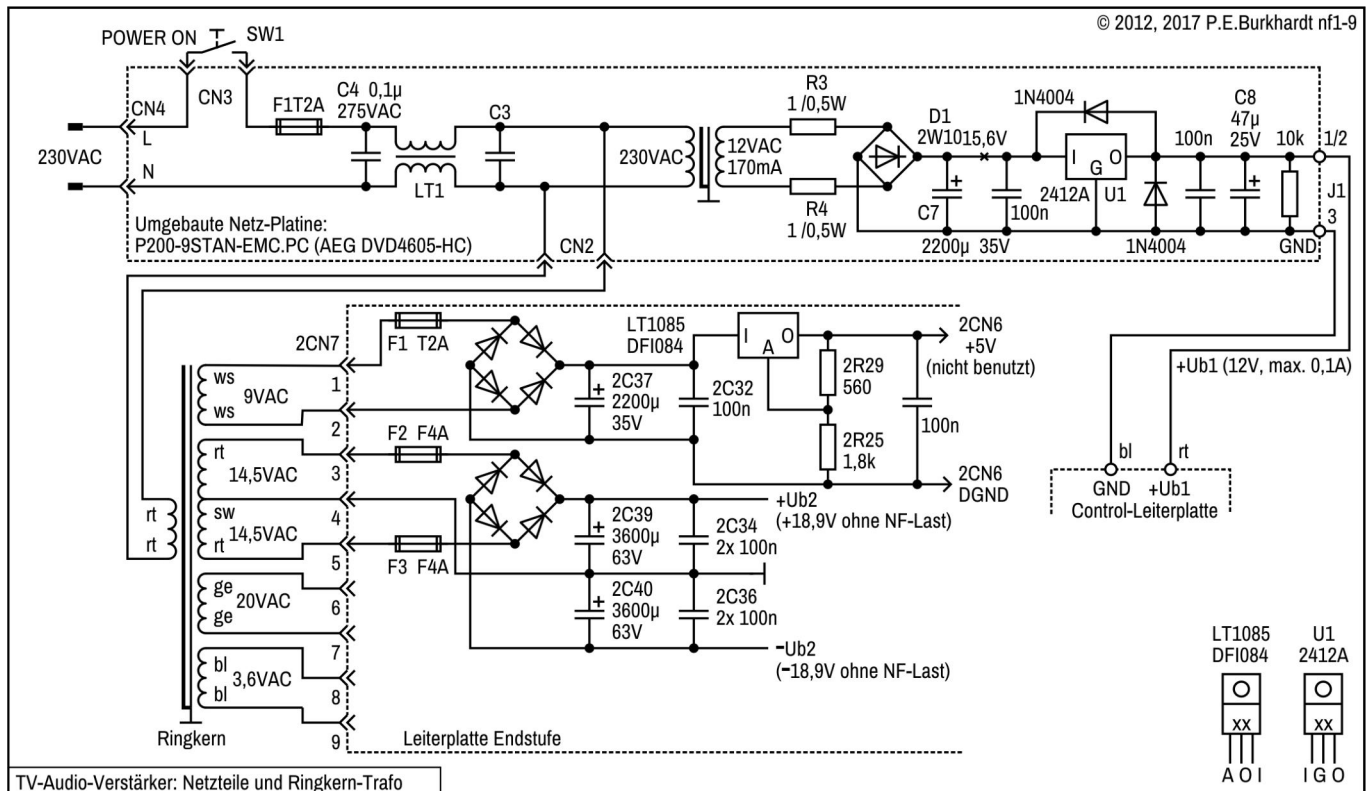 © 2012, 2017 P.E.Burkhardt nf1-9
POWER ON
SW1
CN4
L
N
230VAC
CN3
F1T2A
C4 0,1µ
275VAC
LT1
C3
230VAC
12VAC
170mA
R3
1 /0,5W
R4
1 /0,5W
D1
2W10
15,6V
C7
+
2200µ 35V
100n
1N4004
I O
G
2412A U1
1N4004
100n
C8
47µ
25V
+
10k
1/2
J1
3
GND
Umgebaute Netz-Platine:
P200-9STAN-EMC.PC (AEG DVD4605-HC)
CN2
2CN7
F1 T2A
LT1085
DFI084
I O
A
2CN6
+5V
(nicht benutzt)
+Ub1 (12V, max. 0,1A)
ws
9VAC
ws
1
2
+
2C37
2200µ
35V
2C32
100n
2R29
560
100n
2R25
1,8k
2CN6
DGND
F2 F4A
rt
14,5VAC
3
sw
4
rt
14,5VAC
5
F3 F4A
+Ub2
(+18,9V ohne NF-Last)
+
2C39
3600µ
63V
2C34
2x 100n
+
2C40
3600µ
63V
2C36
2x 100n
−Ub2
(−18,9V ohne NF-Last)
rt
rt
ge
20VAC
ge
6
7
bl
3,6VAC
bl
8
9
Ringkern
Leiterplatte Endstufe
bl
rt
GND +Ub1
Control-Leiterplatte
LT1085
DFI084
xx
A O I
U1
2412A
xx
I G O
TV-Audio-Verstärker: Netzteile und Ringkern-Trafo